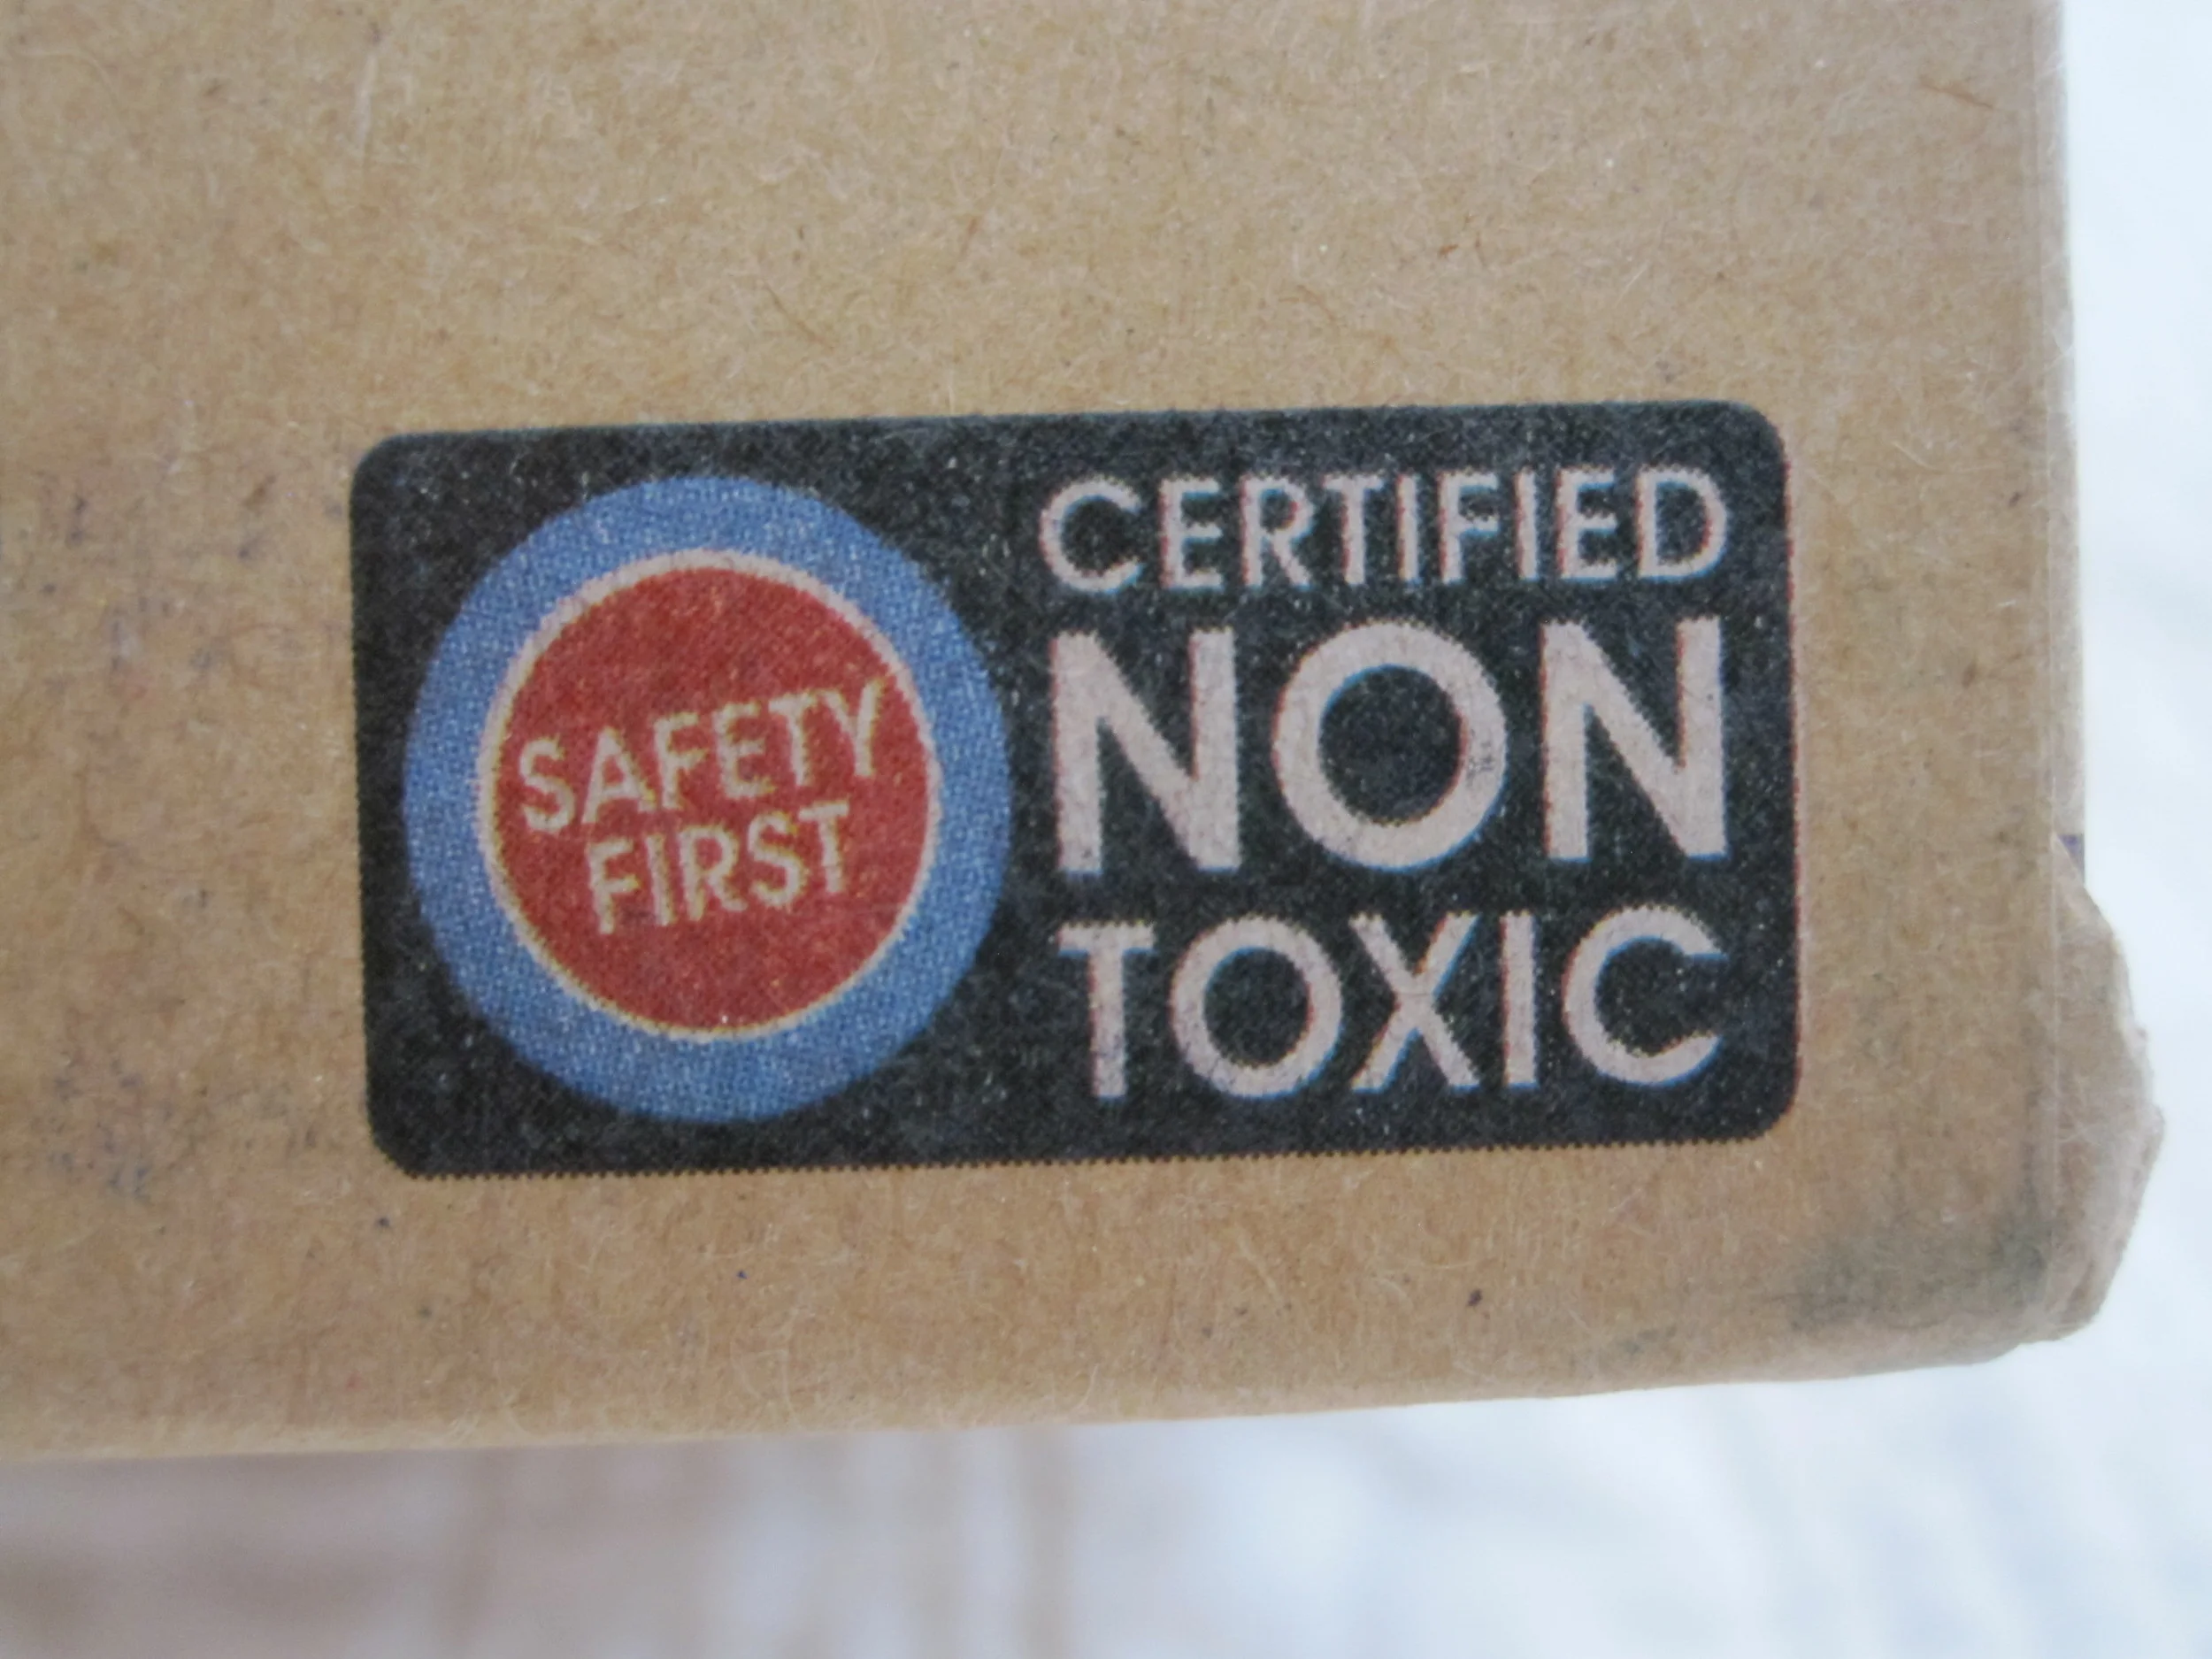 SAFETY
FIRST
CERTIFIED
NON
TOXIC